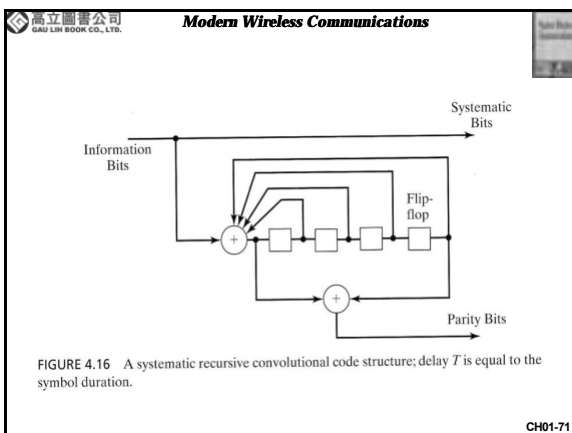 高立圖書公司
GAU LIH BOOK CO., LTD.
Modern Wireless Communications
Systematic
Bits
Information
Bits
Flip-
flop
+
+
Parity Bits
FIGURE 4.16 A systematic recursive convolutional code structure; delay T is equal to the
symbol duration.
CH01-71